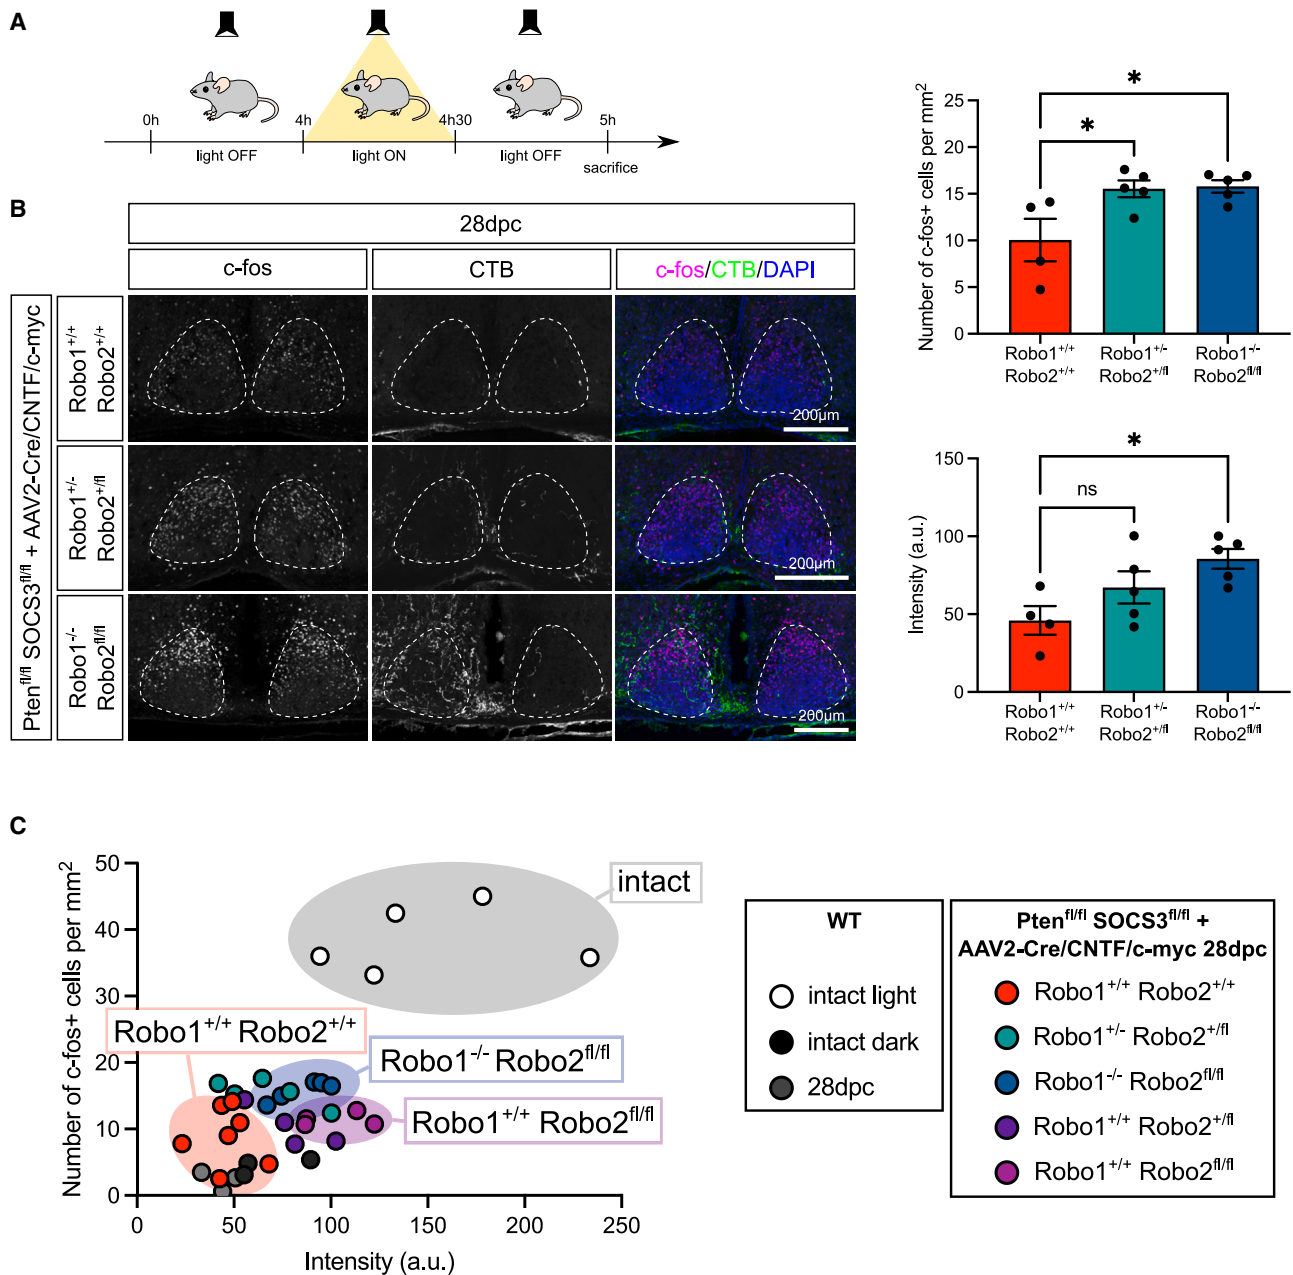 A
0h
4h
4h30
5h
light OFF
light ON
light OFF
sacrifice
B
28dpc
c-fos
CTB
c-fos/CTB/DAPI
Pten^fl/fl SOCS3^fl/fl + AAV2-Cre/CNTF/c-myc
Robo1^+/+
Robo2^+/+
Robo1^+/-
Robo2^+/fl
Robo1^-/-
Robo2^fl/fl
200µm
200µm
200µm
Number of c-fos+ cells per mm²
25
20
15
10
5
0
*
*
Robo1^+/+
Robo2^+/+
Robo1^+/-
Robo2^+/fl
Robo1^-/-
Robo2^fl/fl
Intensity (a.u.)
150
100
50
0
*
ns
Robo1^+/+
Robo2^+/+
Robo1^+/-
Robo2^+/fl
Robo1^-/-
Robo2^fl/fl
C
Number of c-fos+ cells per mm²
50
40
30
20
10
0
0
50
100
150
200
250
Intensity (a.u.)
intact
Robo1^+/+ Robo2^+/+
Robo1^-/- Robo2^fl/fl
Robo1^+/+ Robo2^fl/fl
WT
intact light
intact dark
28dpc
Pten^fl/fl SOCS3^fl/fl +
AAV2-Cre/CNTF/c-myc 28dpc
Robo1^+/+ Robo2^+/+
Robo1^+/- Robo2^+/fl
Robo1^-/- Robo2^fl/fl
Robo1^+/+ Robo2^+/fl
Robo1^+/+ Robo2^fl/fl